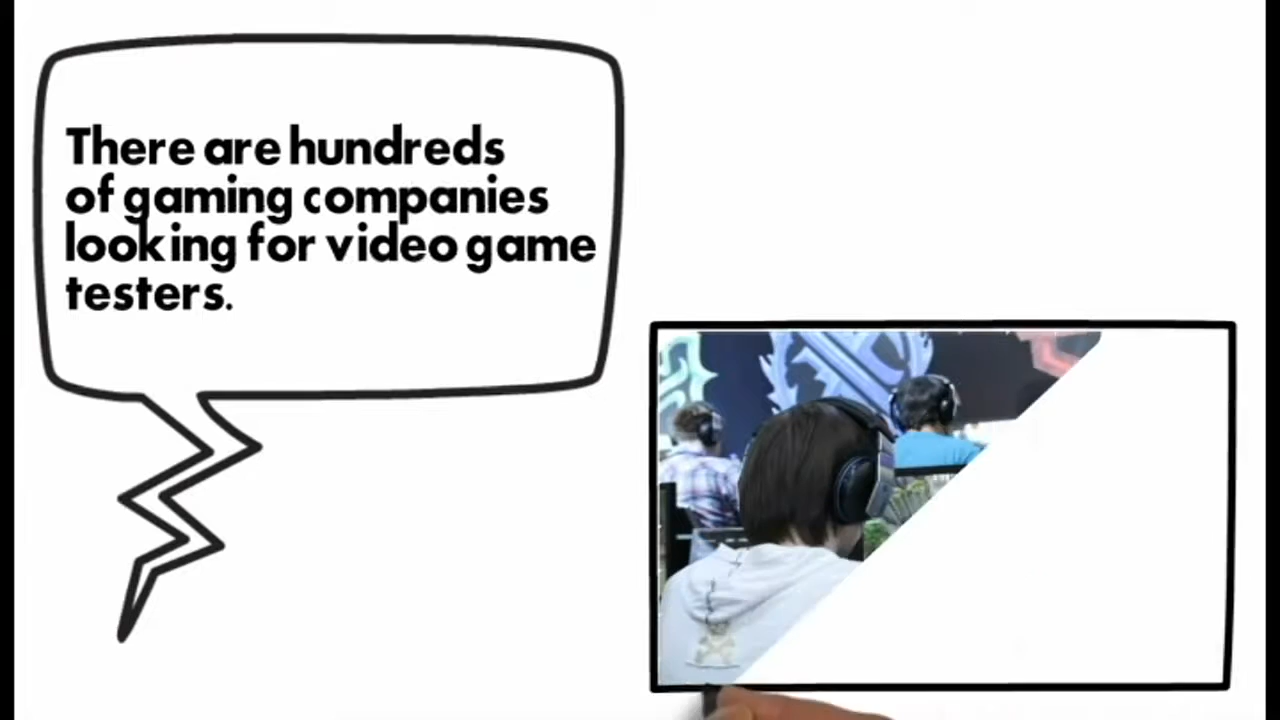 There are hundreds
of gaming companies
looking for video game
testers.